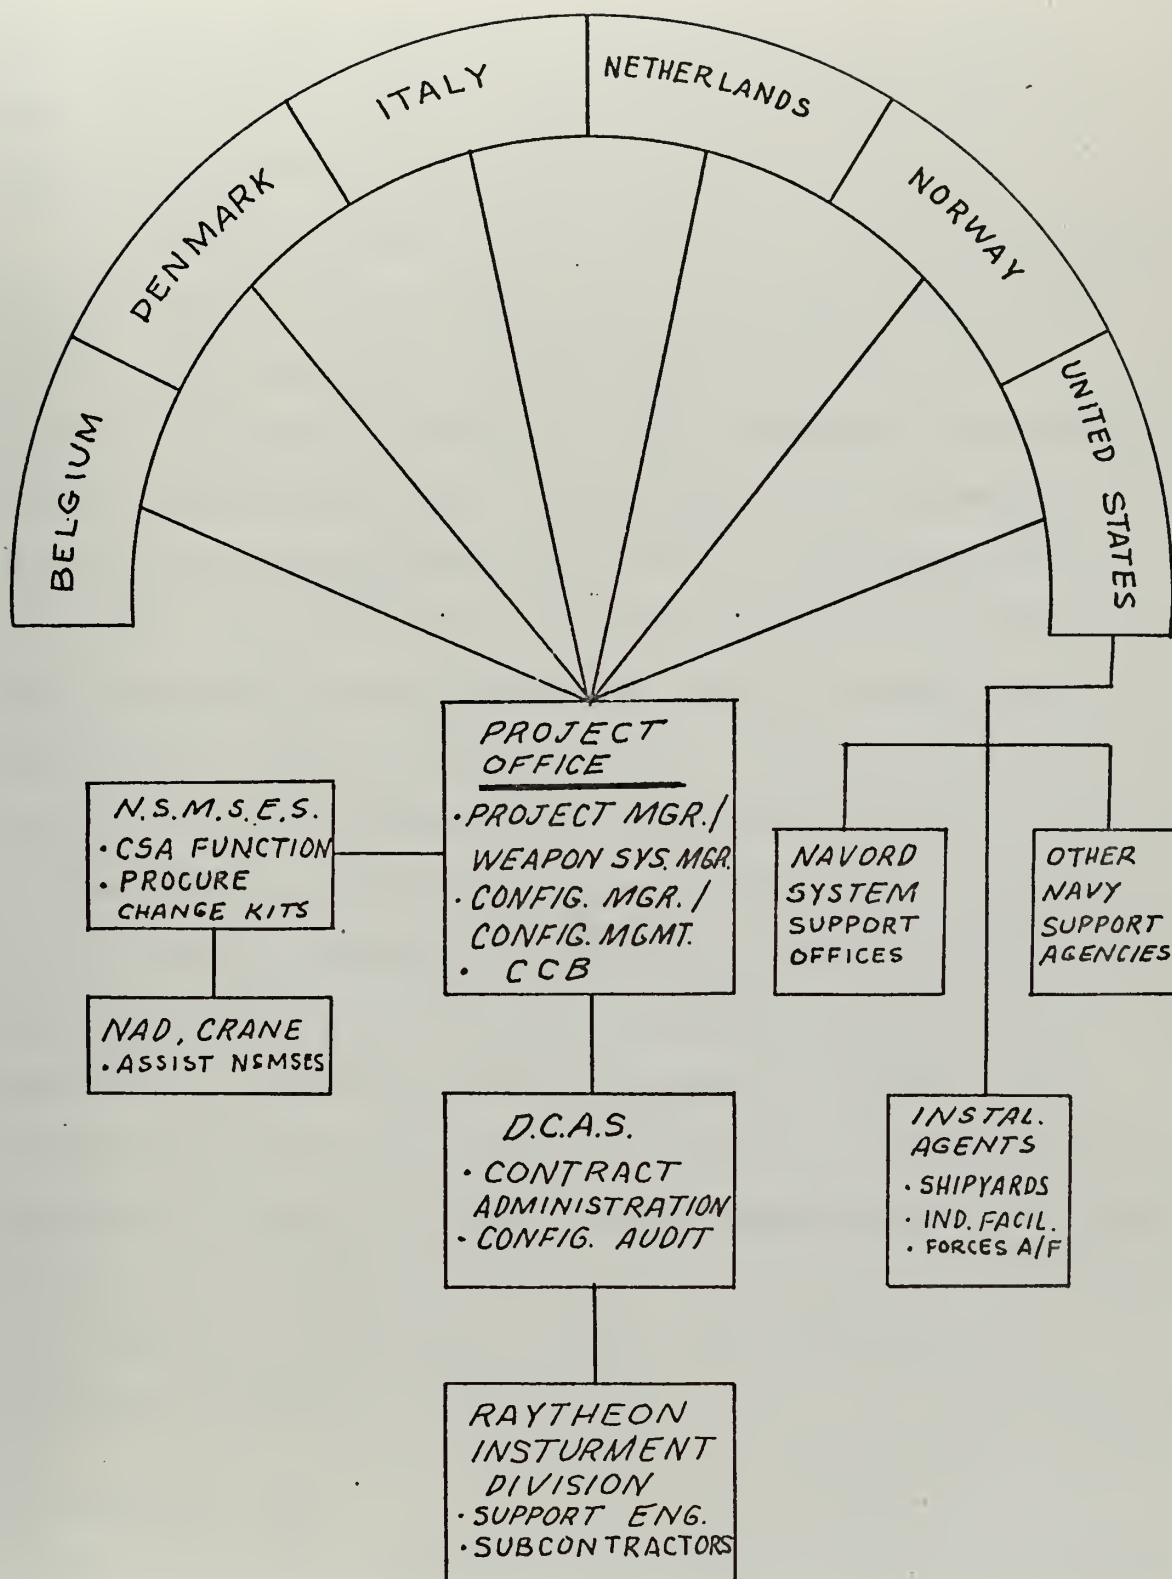 BELGIUM
DENMARK
ITALY
NETHERLANDS
NORWAY
UNITED STATES
PROJECT
OFFICE
• PROJECT MGR./
WEAPON SYS. MGR.
• CONFIG. MGR./
CONFIG. MGMT.
• CCB
N.S.M.S.E.S.
• CSA FUNCTION
• PROCURE
CHANGE KITS
NAD, CRANE
• ASSIST NSMSES
NAVORD
SYSTEM
SUPPORT
OFFICES
OTHER
NAVY
SUPPORT
AGENCIES
D.C.A.S.
• CONTRACT
ADMINISTRATION
• CONFIG. AUDIT
INSTAL.
AGENTS
• SHIPYARDS
• IND. FACIL.
• FORCES A/F
RAYTHEON
INSTURMENT
DIVISION
• SUPPORT ENG.
• SUBCONTRACTORS